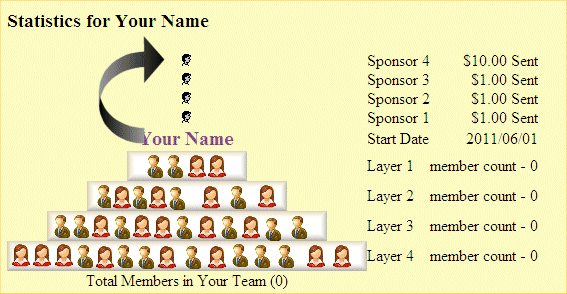 Statistics for Your Name
Sponsor 4 $10.00 Sent
Sponsor 3 $1.00 Sent
Sponsor 2 $1.00 Sent
Sponsor 1 $1.00 Sent
Your Name Start Date 2011/06/01
Layer 1 member count - 0
Layer 2 member count - 0
Layer 3 member count - 0
Layer 4 member count - 0
Total Members in Your Team (0)